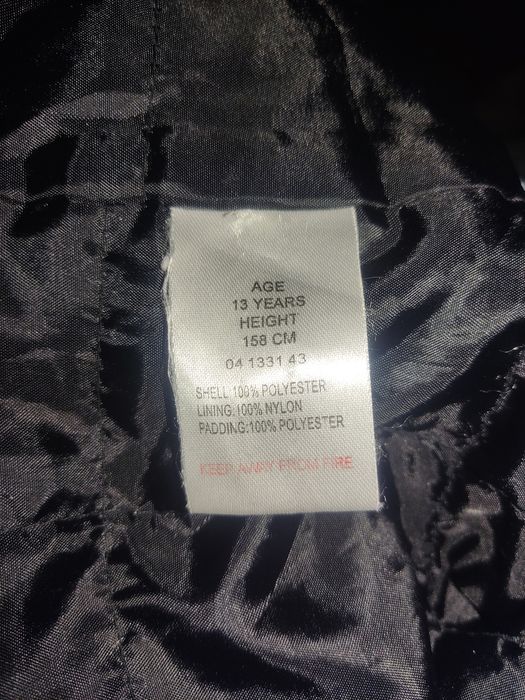 AGE
13 YEARS
HEIGHT
158 CM
04 1331 43
SHELL:100% POLYESTER
LINING:100% NYLON
PADDING:100% POLYESTER
KEEP AWAY FROM FIRE